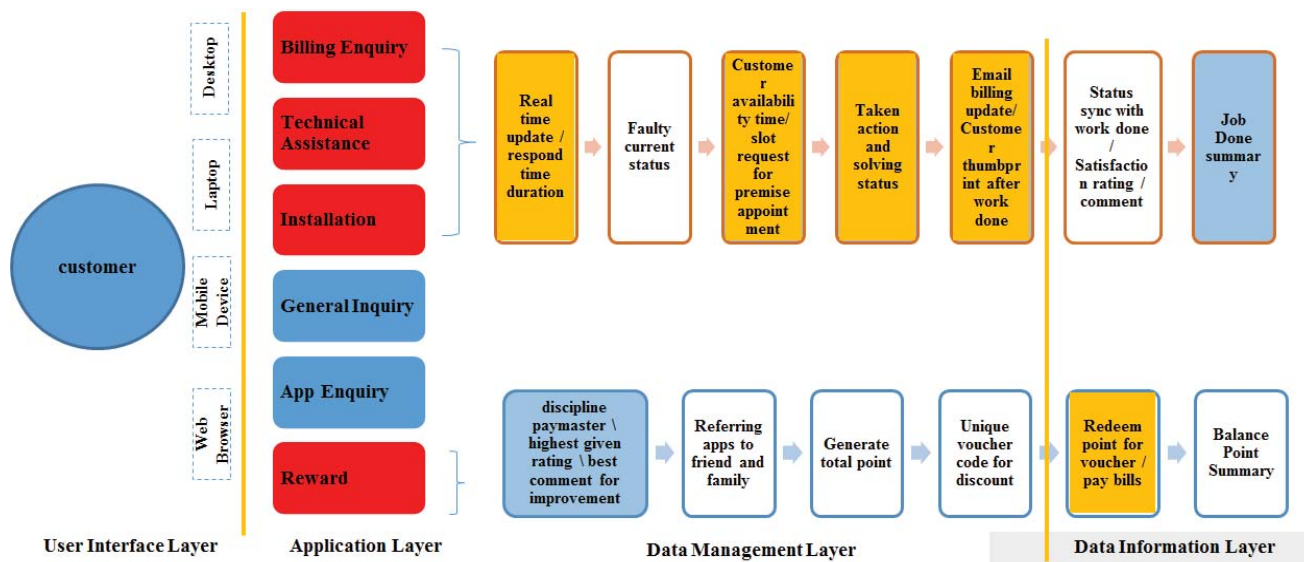 customer
Desktop
Laptop
Mobile
Device
Web
Browser
User Interface Layer
Billing Enquiry
Technical
Assistance
Installation
General Inquiry
App Enquiry
Reward
Application Layer
Real
time
update /
respond
time
duration
Faulty
current
status
Custome
r
availabili
ty time/
slot
request
for
premise
appoint
ment
Taken
action
and
solving
status
Email
billing
update/
Custome
r
thumbpr
int after
work
done
Status
sync with
work done
/
Satisfactio
n rating /
comment
Job
Done
summar
y
discipline
paymaster \
highest given
rating \ best
comment for
improvement
Referring
apps to
friend and
family
Generate
total point
Unique
voucher
code for
discount
Redeem
point for
voucher /
pay bills
Balance
Point
Summary
Data Management Layer
Data Information Layer